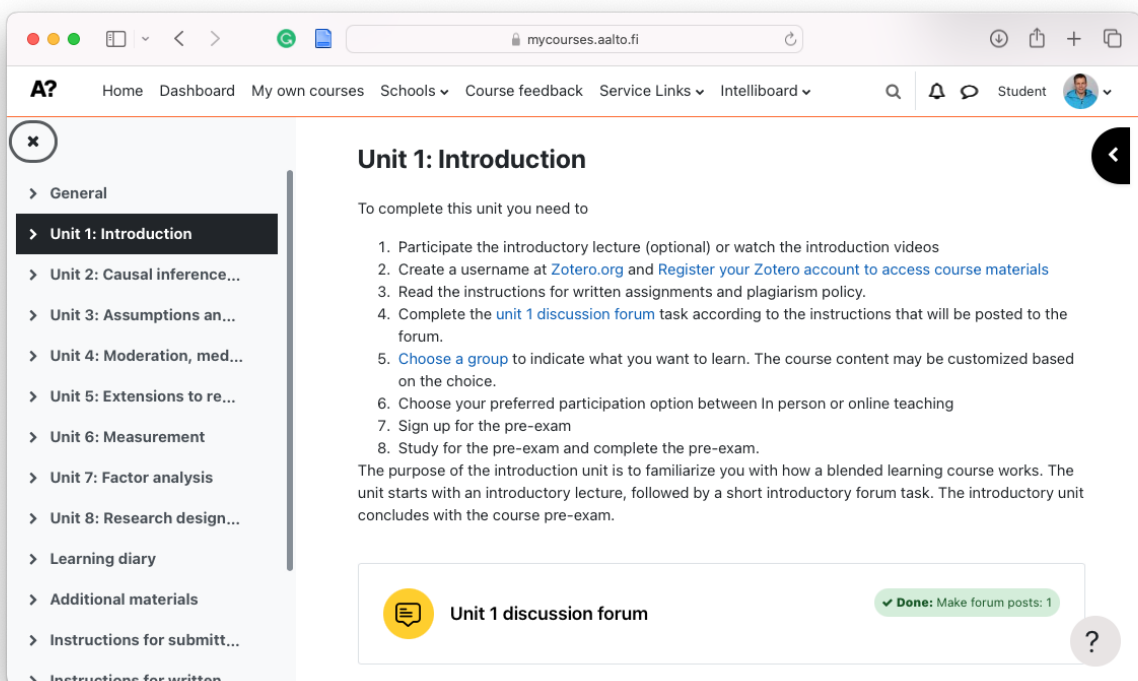 mycourses.aalto.fi
A?
Home Dashboard My own courses Schools Course feedback Service Links Intelliboard Student
General
Unit 1: Introduction
Unit 2: Causal inference...
Unit 3: Assumptions an...
Unit 4: Moderation, med...
Unit 5: Extensions to re...
Unit 6: Measurement
Unit 7: Factor analysis
Unit 8: Research design...
Learning diary
Additional materials
Instructions for submitt...
Instructions for written
Unit 1: Introduction
To complete this unit you need to
1. Participate the introductory lecture (optional) or watch the introduction videos
2. Create a username at Zotero.org and Register your Zotero account to access course materials
3. Read the instructions for written assignments and plagiarism policy.
4. Complete the unit 1 discussion forum task according to the instructions that will be posted to the
forum.
5. Choose a group to indicate what you want to learn. The course content may be customized based
on the choice.
6. Choose your preferred participation option between In person or online teaching
7. Sign up for the pre-exam
8. Study for the pre-exam and complete the pre-exam.
The purpose of the introduction unit is to familiarize you with how a blended learning course works. The
unit starts with an introductory lecture, followed by a short introductory forum task. The introductory unit
concludes with the course pre-exam.
Unit 1 discussion forum
Done: Make forum posts: 1
?